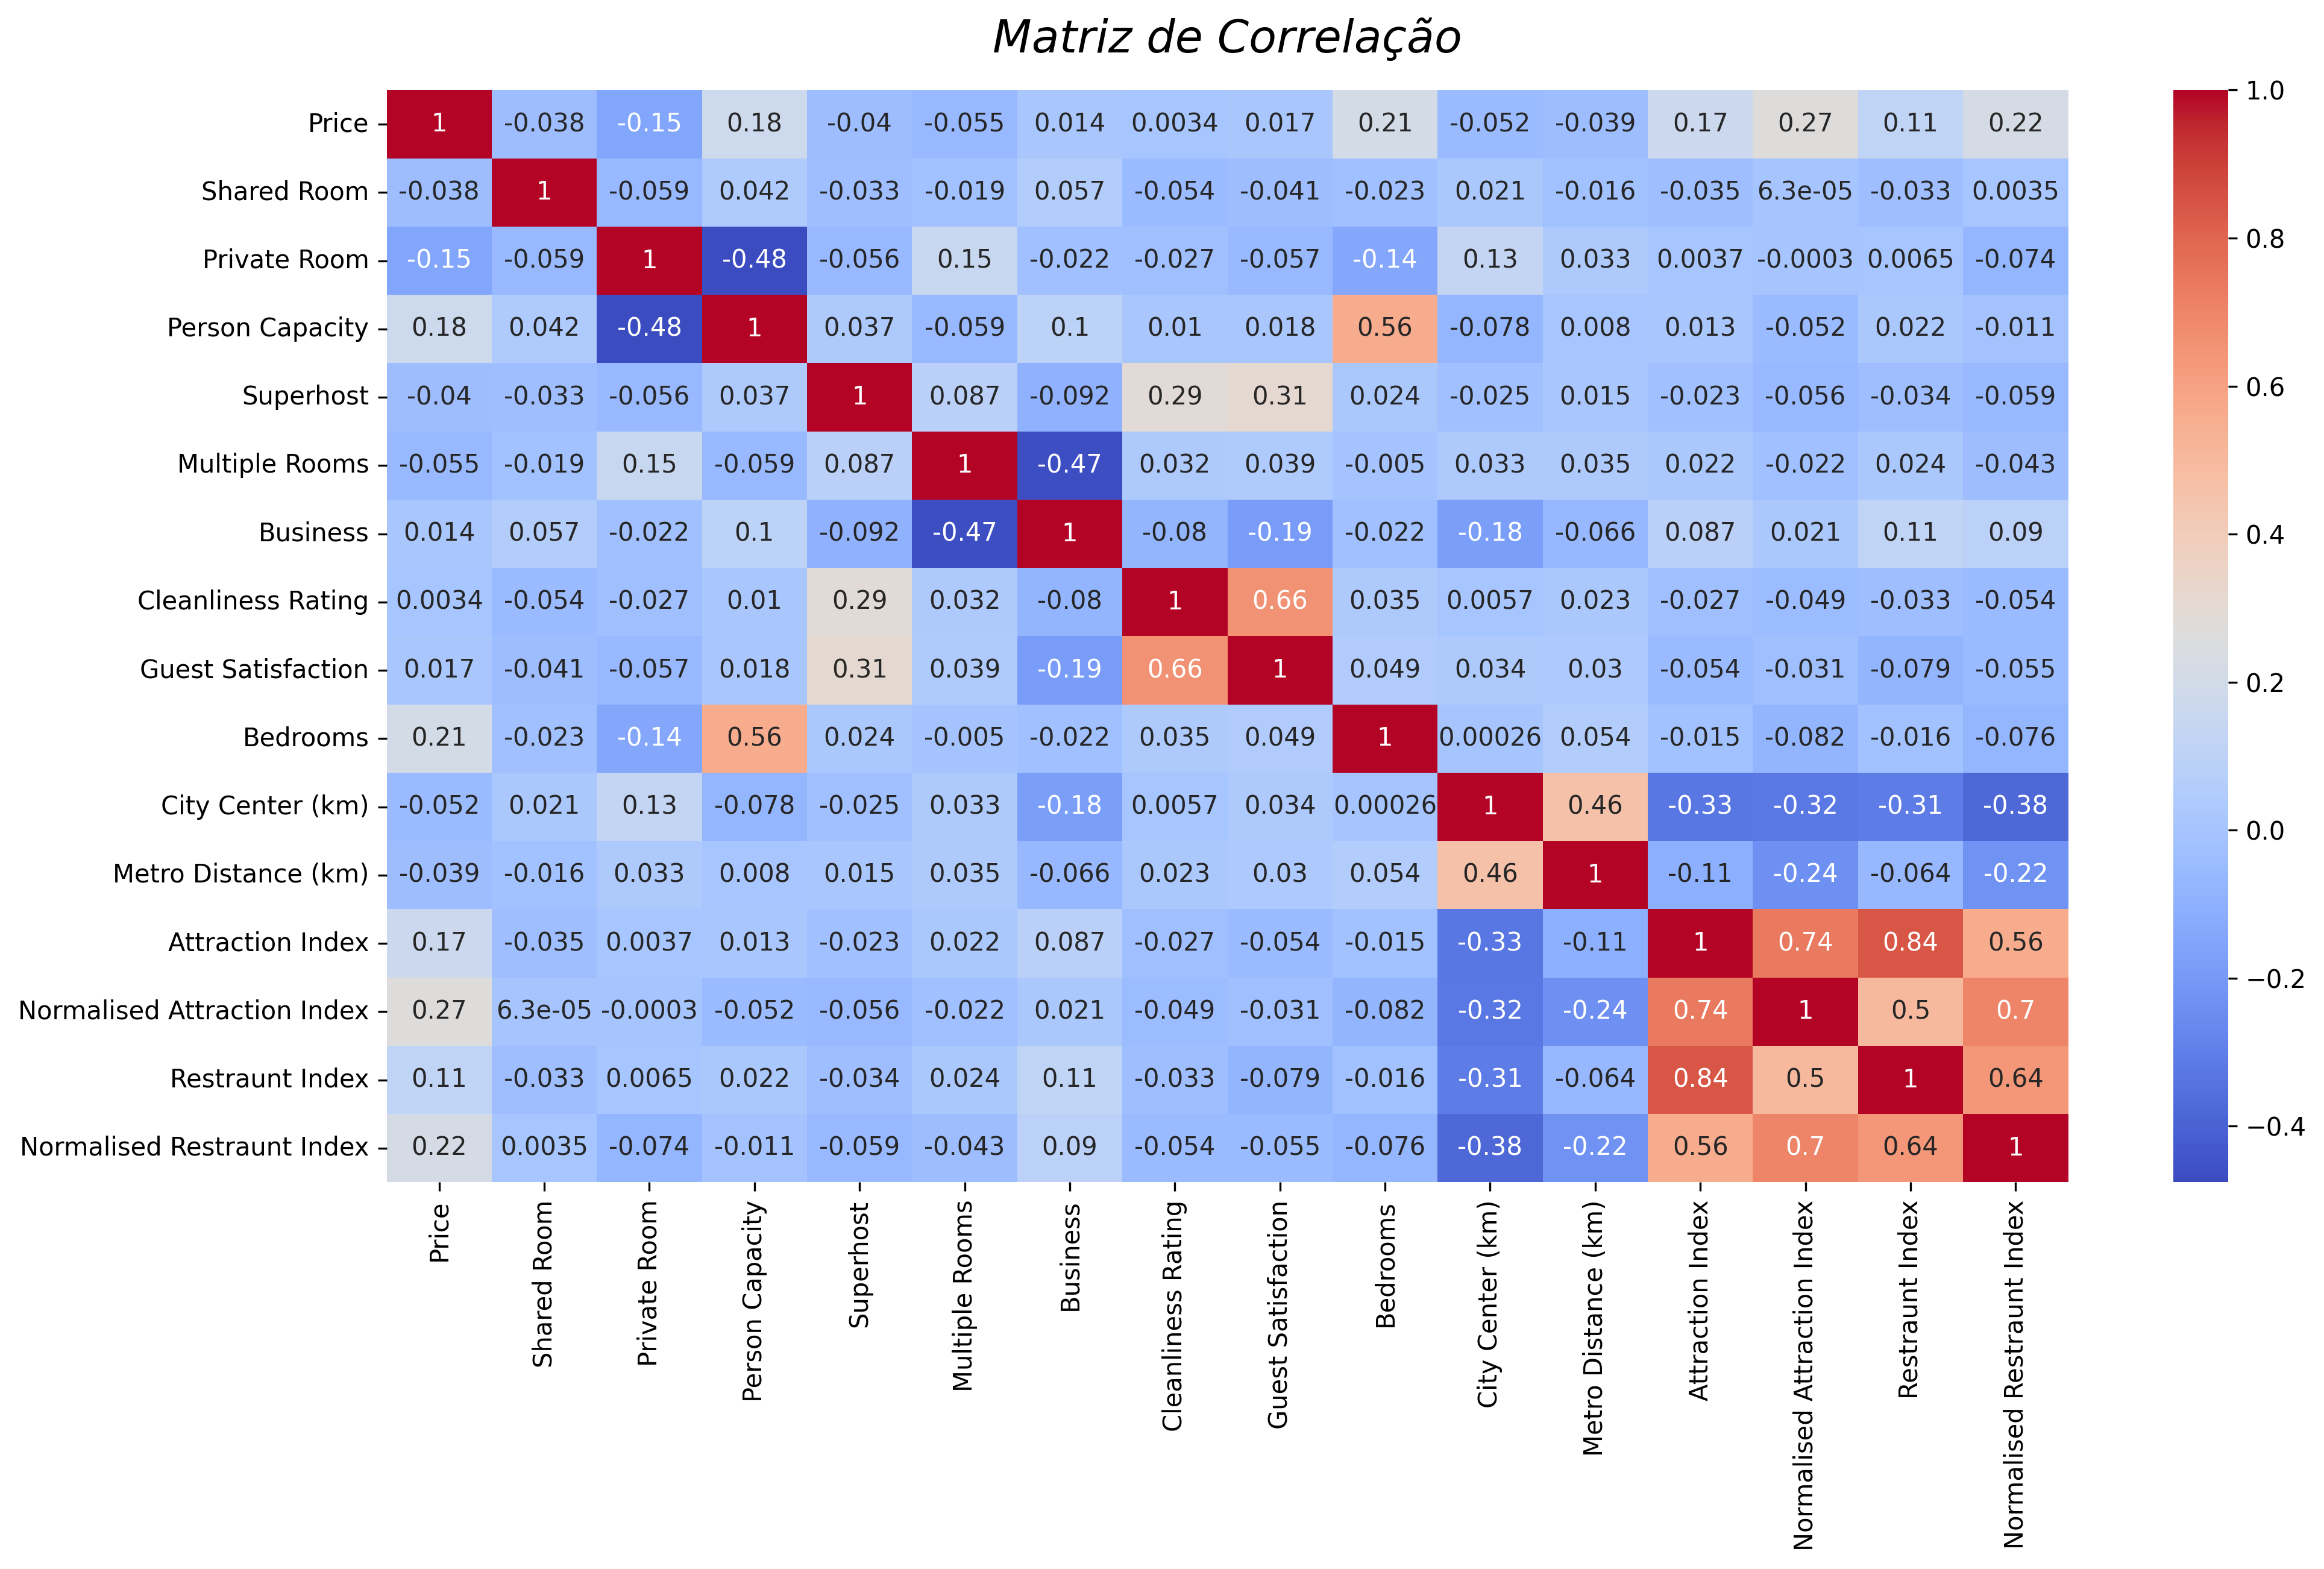 Matriz de Correlação
Price 1 -0.038 -0.15 0.18 -0.04 -0.055 0.014 0.0034 0.017 0.21 -0.052 -0.039 0.17 0.27 0.11 0.22
Shared Room -0.038 1 -0.059 0.042 -0.033 -0.019 0.057 -0.054 -0.041 -0.023 0.021 -0.016 -0.035 6.3e-05 -0.033 0.0035
Private Room -0.15 -0.059 1 -0.48 -0.056 0.15 -0.022 -0.027 -0.057 -0.14 0.13 0.033 0.0037 -0.0003 0.0065 -0.074
Person Capacity 0.18 0.042 -0.48 1 0.037 -0.059 0.1 0.01 0.018 0.56 -0.078 0.008 0.013 -0.052 0.022 -0.011
Superhost -0.04 -0.033 -0.056 0.037 1 0.087 -0.092 0.29 0.31 0.024 -0.025 0.015 -0.023 -0.056 -0.034 -0.059
Multiple Rooms -0.055 -0.019 0.15 -0.059 0.087 1 -0.47 0.032 0.039 -0.005 0.033 0.035 0.022 -0.022 0.024 -0.043
Business 0.014 0.057 -0.022 0.1 -0.092 -0.47 1 -0.08 -0.19 -0.022 -0.18 -0.066 0.087 0.021 0.11 0.09
Cleanliness Rating 0.0034 -0.054 -0.027 0.01 0.29 0.032 -0.08 1 0.66 0.035 0.0057 0.023 -0.027 -0.049 -0.033 -0.054
Guest Satisfaction 0.017 -0.041 -0.057 0.018 0.31 0.039 -0.19 0.66 1 0.049 0.034 0.03 -0.054 -0.031 -0.079 -0.055
Bedrooms 0.21 -0.023 -0.14 0.56 0.024 -0.005 -0.022 0.035 0.049 1 0.00026 0.054 -0.015 -0.082 -0.016 -0.076
City Center (km) -0.052 0.021 0.13 -0.078 -0.025 0.033 -0.18 0.0057 0.034 0.00026 1 0.46 -0.33 -0.32 -0.31 -0.38
Metro Distance (km) -0.039 -0.016 0.033 0.008 0.015 0.035 -0.066 0.023 0.03 0.054 0.46 1 -0.11 -0.24 -0.064 -0.22
Attraction Index 0.17 -0.035 0.0037 0.013 -0.023 0.022 0.087 -0.027 -0.054 -0.015 -0.33 -0.11 1 0.74 0.84 0.56
Normalised Attraction Index 0.27 6.3e-05 -0.0003 -0.052 -0.056 -0.022 0.021 -0.049 -0.031 -0.082 -0.32 -0.24 0.74 1 0.5 0.7
Restraunt Index 0.11 -0.033 0.0065 0.022 -0.034 0.024 0.11 -0.033 -0.079 -0.016 -0.31 -0.064 0.84 0.5 1 0.64
Normalised Restraunt Index 0.22 0.0035 -0.074 -0.011 -0.059 -0.043 0.09 -0.054 -0.055 -0.076 -0.38 -0.22 0.56 0.7 0.64 1
Price
Shared Room
Private Room
Person Capacity
Superhost
Multiple Rooms
Business
Cleanliness Rating
Guest Satisfaction
Bedrooms
City Center (km)
Metro Distance (km)
Attraction Index
Normalised Attraction Index
Restraunt Index
Normalised Restraunt Index
1.0
0.8
0.6
0.4
0.2
0.0
−0.2
−0.4